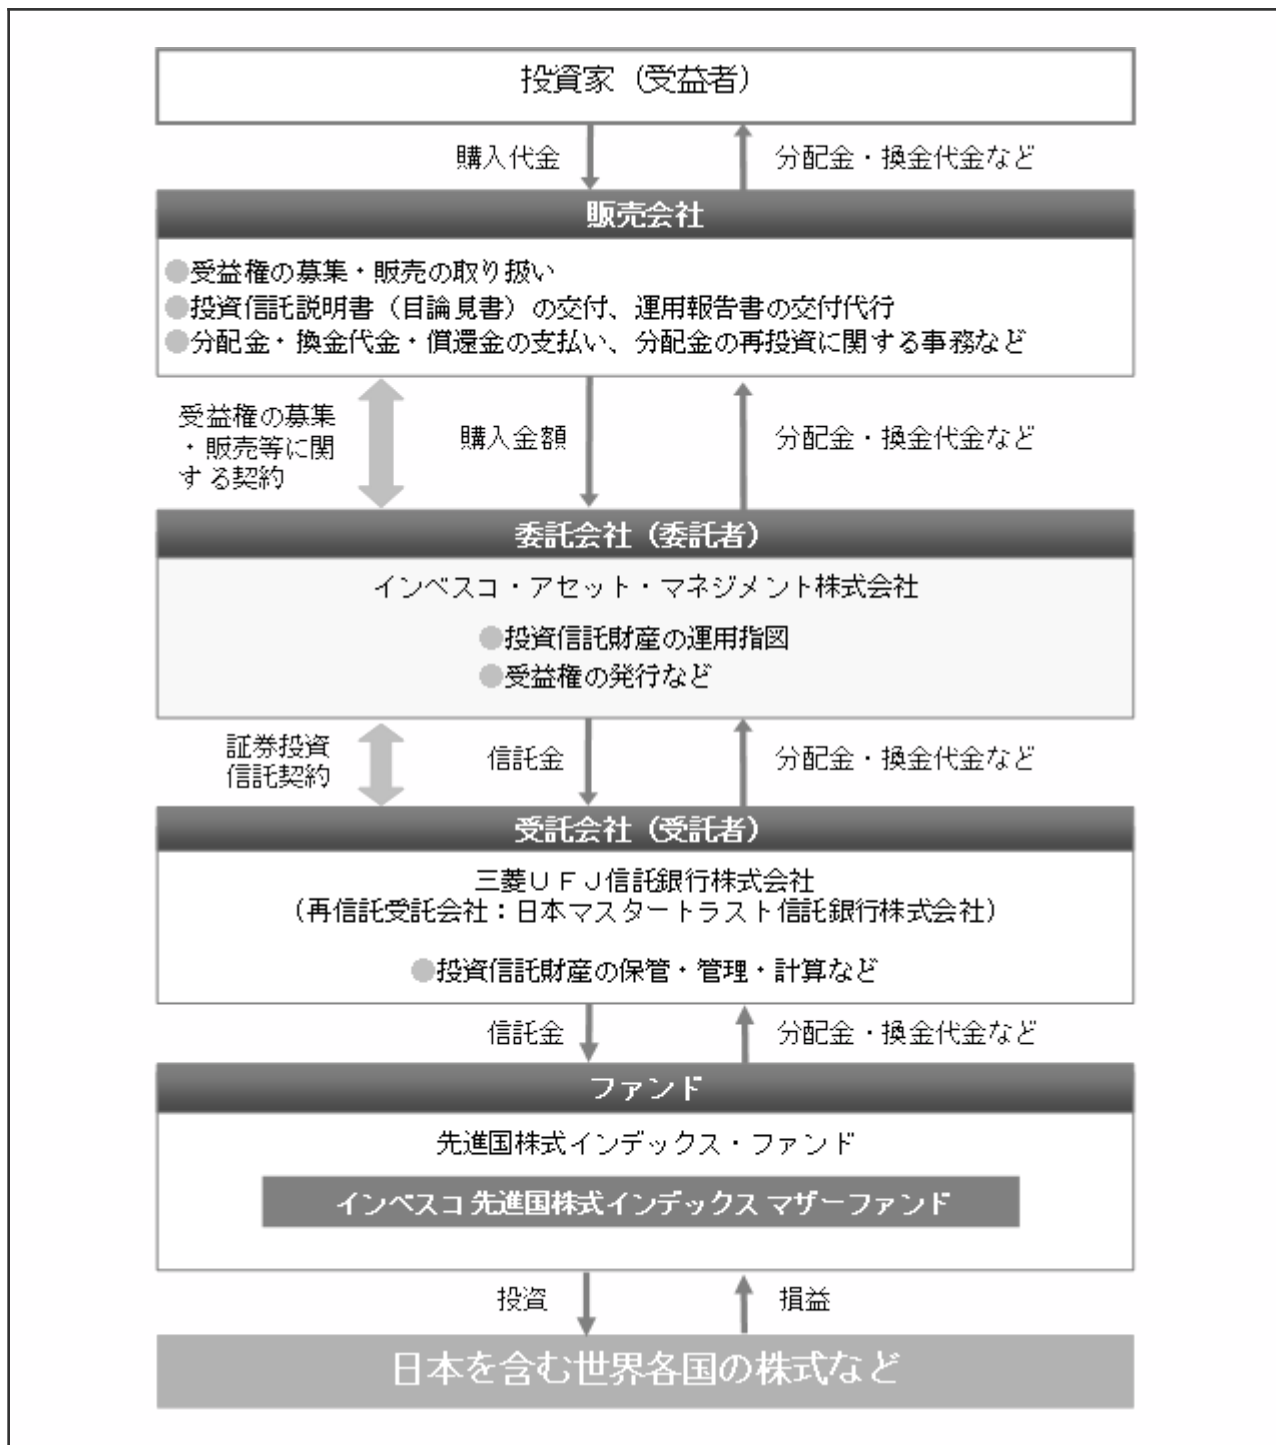 投資家（受益者）
購入代金
分配金・換金代金など
販売会社
●受益権の募集・販売の取り扱い
●投資信託説明書（目論見書）の交付、運用報告書の交付代行
●分配金・換金代金・償還金の支払い、分配金の再投資に関する事務など
受益権の募集
・販売等に関
する契約
購入金額
分配金・換金代金など
委託会社（委託者）
インベスコ・アセット・マネジメント株式会社
●投資信託財産の運用指図
●受益権の発行など
証券投資
信託契約
信託金
分配金・換金代金など
受託会社（受託者）
三菱ＵＦＪ信託銀行株式会社
（再信託受託会社：日本マスタートラスト信託銀行株式会社）
●投資信託財産の保管・管理・計算など
信託金
分配金・換金代金など
ファンド
先進国株式インデックス・ファンド
インベスコ 先進国株式インデックス マザーファンド
投資
損益
日本を含む世界各国の株式など